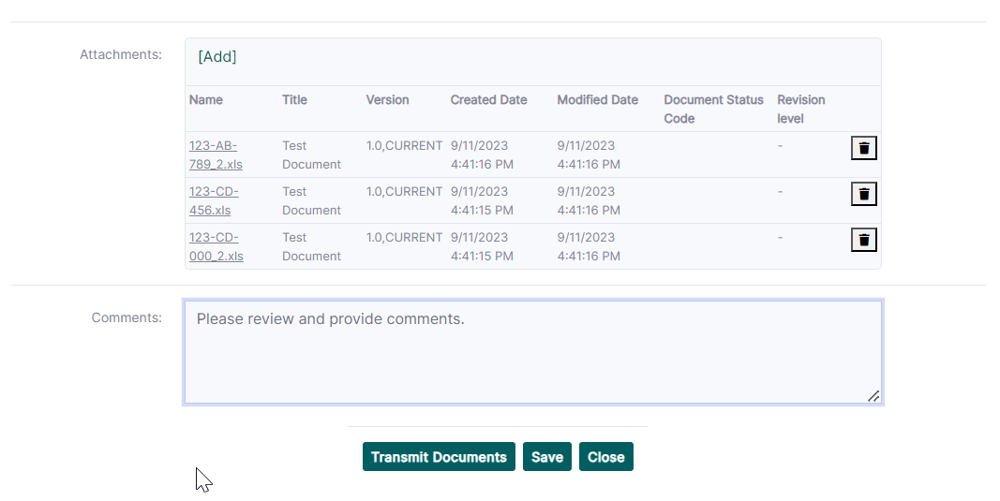 Attachments:
[Add]
Name Title Version Created Date Modified Date Document Status Revision
Code level
123-AB- Test 1.0,CURRENT 9/11/2023 9/11/2023 -
789_2.xls Document 4:41:16 PM 4:41:16 PM
123-CD- Test 1.0,CURRENT 9/11/2023 9/11/2023 -
456.xls Document 4:41:15 PM 4:41:16 PM
123-CD- Test 1.0,CURRENT 9/11/2023 9/11/2023 -
000_2.xls Document 4:41:15 PM 4:41:16 PM
Comments:
Please review and provide comments.
Transmit Documents Save Close